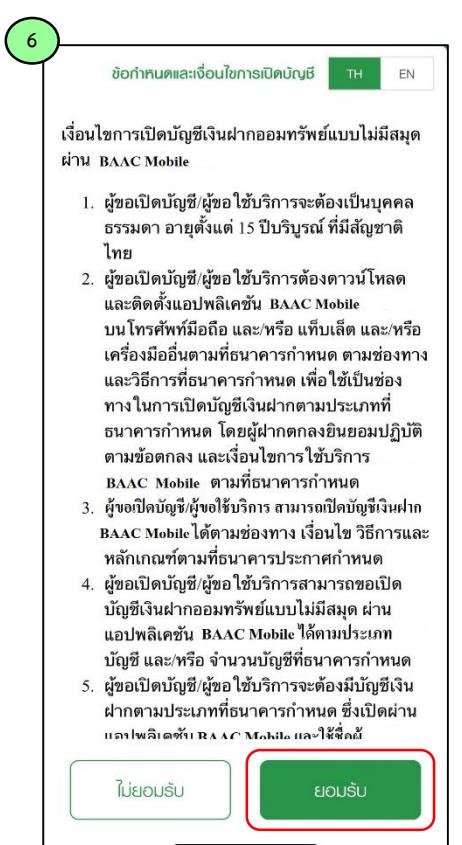 6
ข้อกำหนดและเงื่อนไขการเปิดบัญชี TH EN
เงื่อนไขการเปิดบัญชีเงินฝากออมทรัพย์แบบไม่มีสมุด
ผ่าน BAAC Mobile
1. ผู้ขอเปิดบัญชี/ผู้ขอใช้บริการจะต้องเป็นบุคคล
ธรรมดา อายุตั้งแต่ 15 ปีบริบูรณ์ ที่มีสัญชาติ
ไทย
2. ผู้ขอเปิดบัญชี/ผู้ขอใช้บริการต้องดาวน์โหลด
และติดตั้งแอปพลิเคชัน BAAC Mobile
บนโทรศัพท์มือถือ และ/หรือ แท็บเล็ต และ/หรือ
เครื่องมืออื่นตามที่ธนาคารกำหนด ตามช่องทาง
และวิธีการที่ธนาคารกำหนด เพื่อใช้เป็นช่อง
ทางในการเปิดบัญชีเงินฝากตามประเภทที่
ธนาคารกำหนด โดยผู้ฝากตกลงยินยอมปฏิบัติ
ตามข้อตกลง และเงื่อนไขการใช้บริการ
BAAC Mobile ตามที่ธนาคารกำหนด
3. ผู้ขอเปิดบัญชี/ผู้ขอใช้บริการ สามารถเปิดบัญชีเงินฝาก
BAAC Mobile ได้ตามช่องทาง เงื่อนไข วิธีการและ
หลักเกณฑ์ตามที่ธนาคารประกาศกำหนด
4. ผู้ขอเปิดบัญชี/ผู้ขอใช้บริการสามารถขอเปิด
บัญชีเงินฝากออมทรัพย์แบบไม่มีสมุด ผ่าน
แอปพลิเคชัน BAAC Mobile ได้ตามประเภท
บัญชี และ/หรือ จำนวนบัญชีที่ธนาคารกำหนด
5. ผู้ขอเปิดบัญชี/ผู้ขอใช้บริการจะต้องมีบัญชีเงิน
ฝากตามประเภทที่ธนาคารกำหนด ซึ่งเปิดผ่าน
แอปพลิเคชัน BAAC Mobile และใช้ชื่อผู้
ไม่ยอมรับ ยอมรับ